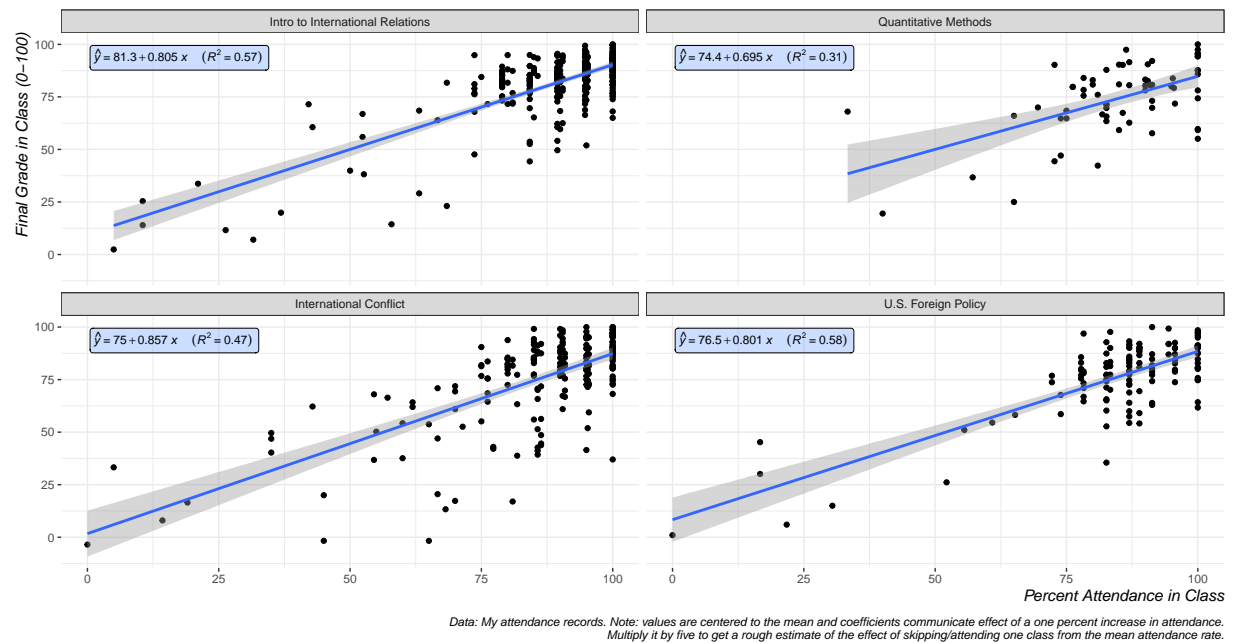 Intro to International Relations
Quantitative Methods
Final Grade in Class (0−100)
ŷ = 81.3 + 0.805 x (R² = 0.57)
ŷ = 74.4 + 0.695 x (R² = 0.31)
100
75
50
25
0
International Conflict
U.S. Foreign Policy
ŷ = 75 + 0.857 x (R² = 0.47)
ŷ = 76.5 + 0.801 x (R² = 0.58)
100
75
50
25
0
0 25 50 75 100
0 25 50 75 100
Percent Attendance in Class
Data: My attendance records. Note: values are centered to the mean and coefficients communicate effect of a one percent increase in attendance.
Multiply it by five to get a rough estimate of the effect of skipping/attending one class from the mean attendance rate.